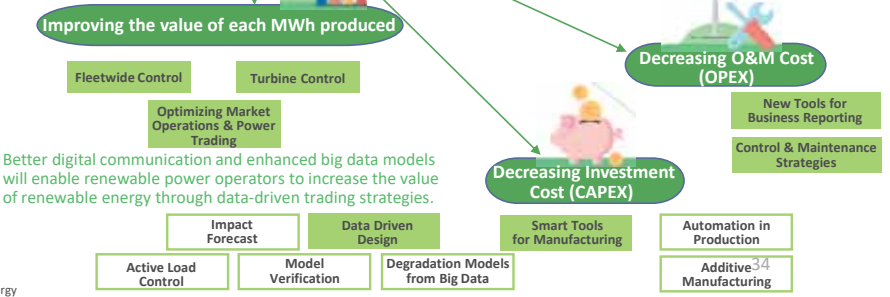 Improving the value of each MWh produced
Decreasing O&M Cost
(OPEX)
Fleetwide Control
Turbine Control
Optimizing Market
Operations & Power
Trading
New Tools for
Business Reporting
Control & Maintenance
Strategies
Better digital communication and enhanced big data models
will enable renewable power operators to increase the value
of renewable energy through data-driven trading strategies.
Decreasing Investment
Cost (CAPEX)
Impact
Forecast
Data Driven
Design
Smart Tools
for Manufacturing
Automation in
Production
Active Load
Control
Model
Verification
Degradation Models
from Big Data
Additive
Manufacturing
34
rgy